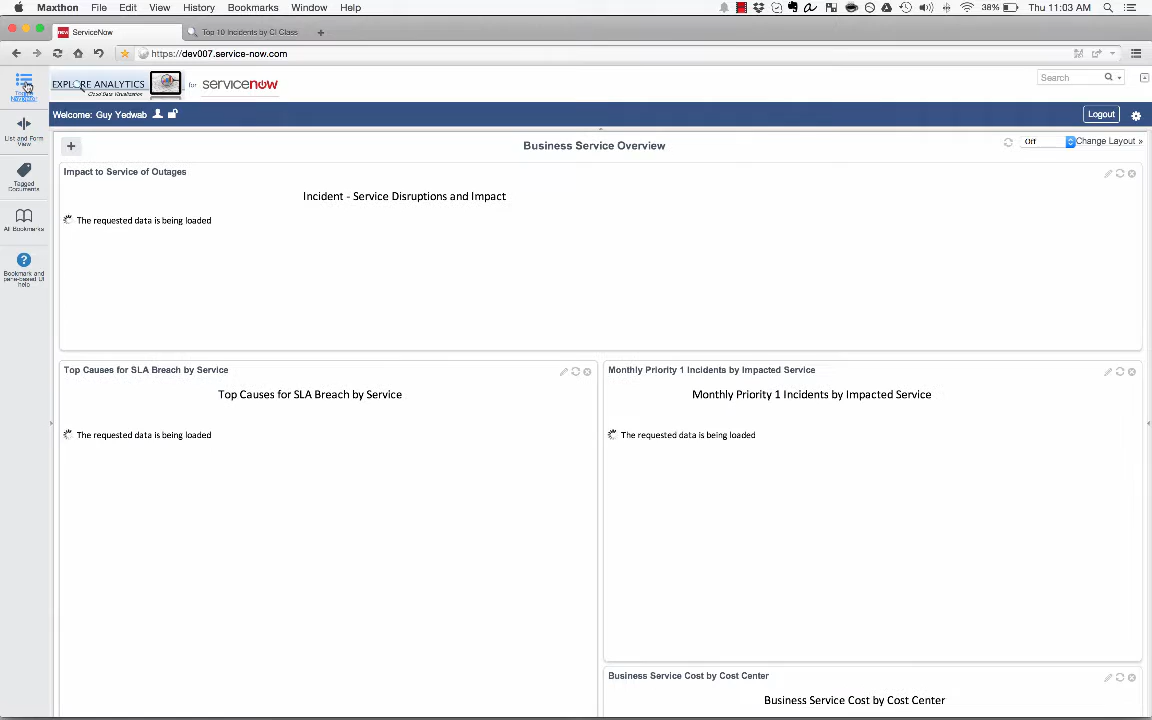 Maxthon File Edit View History Bookmarks Window Help 38% Thu 11:03 AM
ServiceNow Top 10 Incidents by CI Class
https://dev007.service-now.com
EXPLORE ANALYTICS for servicenow Search
Cloud Data Visualization
Welcome: Guy Yedwab Logout
List and Form
View
Tagged
Documents
All Bookmarks
Bookmark and
pane-based UI
help
Business Service Overview Off Change Layout »
Impact to Service of Outages
Incident - Service Disruptions and Impact
The requested data is being loaded
Top Causes for SLA Breach by Service
Top Causes for SLA Breach by Service
The requested data is being loaded
Monthly Priority 1 Incidents by Impacted Service
Monthly Priority 1 Incidents by Impacted Service
The requested data is being loaded
Business Service Cost by Cost Center
Business Service Cost by Cost Center